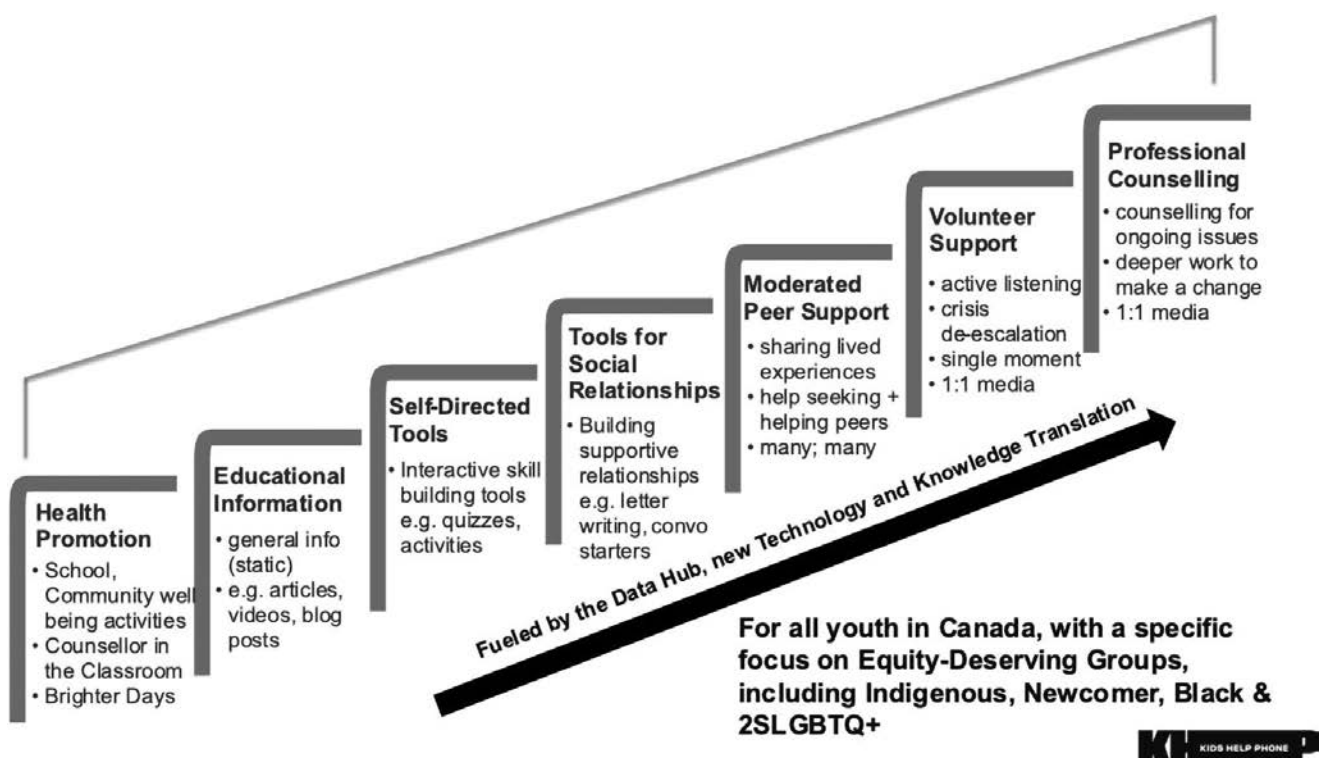 Health
Promotion
• School,
Community well
being activities
• Counsellor in
the Classroom
• Brighter Days
Educational
Information
• general info
(static)
• e.g. articles,
videos, blog
posts
Self-Directed
Tools
• Interactive skill
building tools
e.g. quizzes,
activities
Tools for
Social
Relationships
• Building
supportive
relationships
e.g. letter
writing, convo
starters
Moderated
Peer Support
• sharing lived
experiences
• help seeking +
helping peers
• many; many
Volunteer
Support
• active listening
• crisis
de-escalation
• single moment
• 1:1 media
Professional
Counselling
• counselling for
ongoing issues
• deeper work to
make a change
• 1:1 media
Fueled by the Data Hub, new Technology and Knowledge Translation
For all youth in Canada, with a specific
focus on Equity-Deserving Groups,
including Indigenous, Newcomer, Black &
2SLGBTQ+
KIDS HELP PHONE